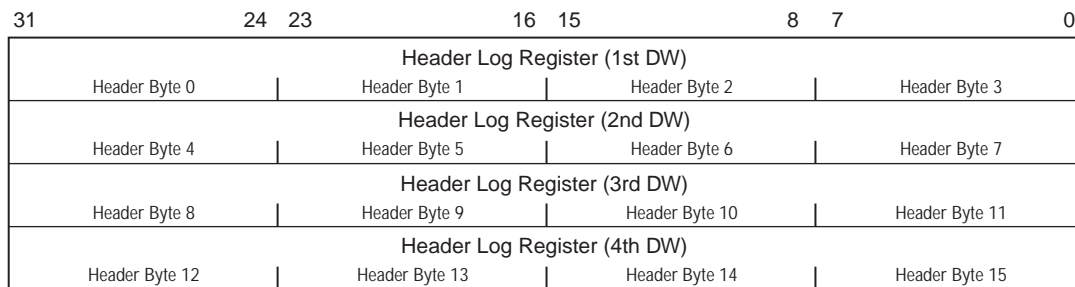 31 24 23 16 15 8 7 0
Header Log Register (1st DW)
Header Byte 0 Header Byte 1 Header Byte 2 Header Byte 3
Header Log Register (2nd DW)
Header Byte 4 Header Byte 5 Header Byte 6 Header Byte 7
Header Log Register (3rd DW)
Header Byte 8 Header Byte 9 Header Byte 10 Header Byte 11
Header Log Register (4th DW)
Header Byte 12 Header Byte 13 Header Byte 14 Header Byte 15